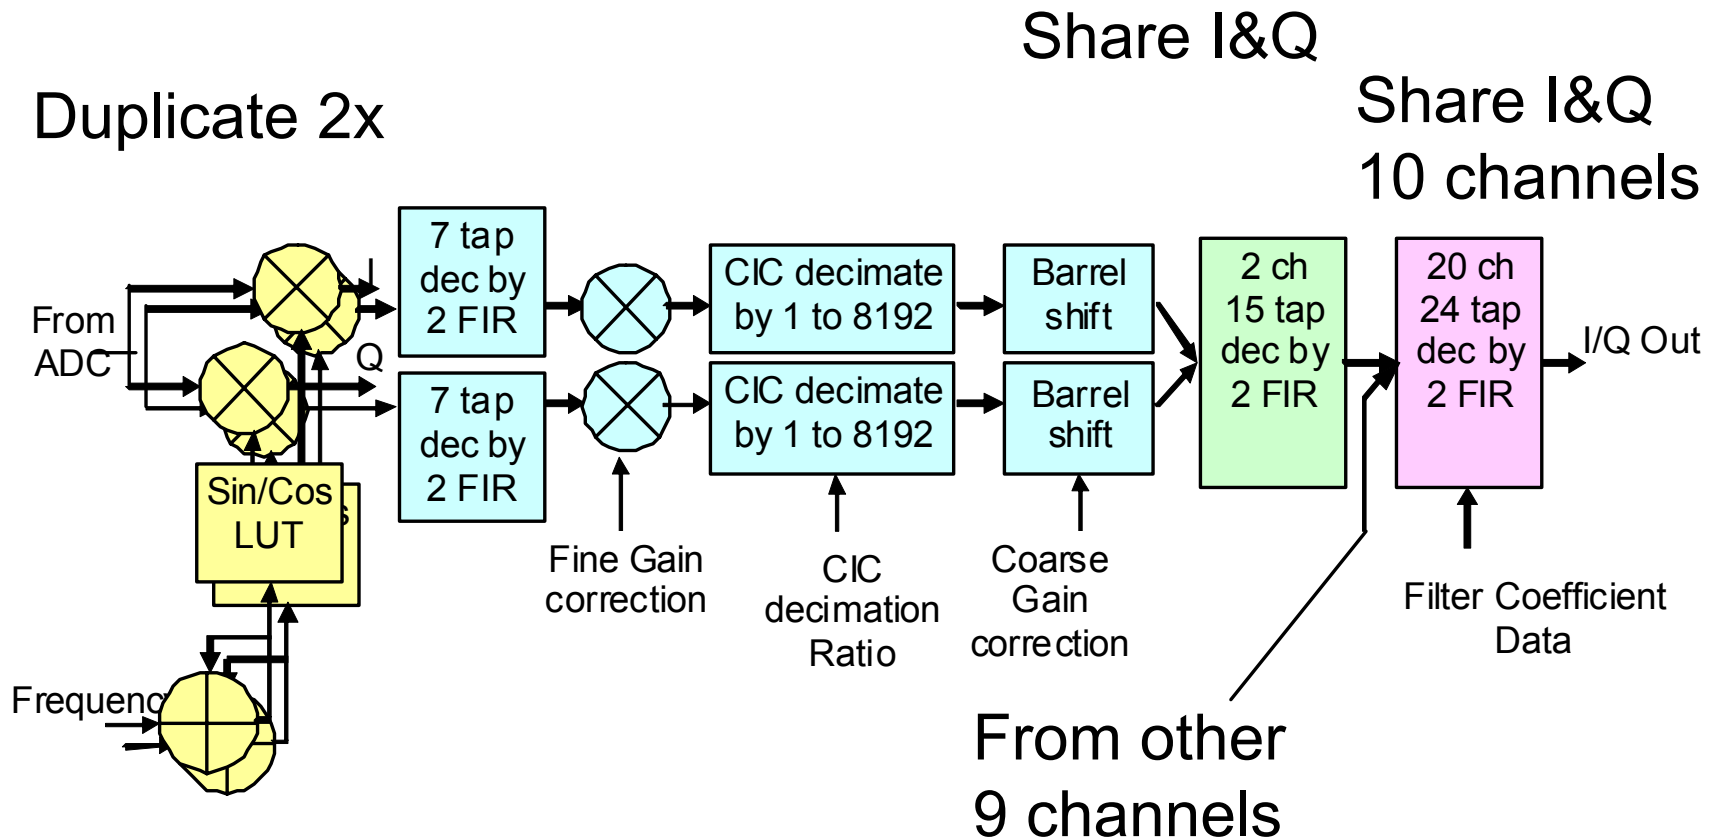 Share I&Q
Duplicate 2x
Share I&Q
10 channels
From
ADC
I
Q
7 tap
dec by
2 FIR
7 tap
dec by
2 FIR
CIC decimate
by 1 to 8192
CIC decimate
by 1 to 8192
Barrel
shift
Barrel
shift
2 ch
15 tap
dec by
2 FIR
20 ch
24 tap
dec by
2 FIR
I/Q Out
Sin/Cos
LUT
s
Fine Gain
correction
CIC
decimation
Ratio
Coarse
Gain
correction
Filter Coefficient
Data
Frequency
From other
9 channels